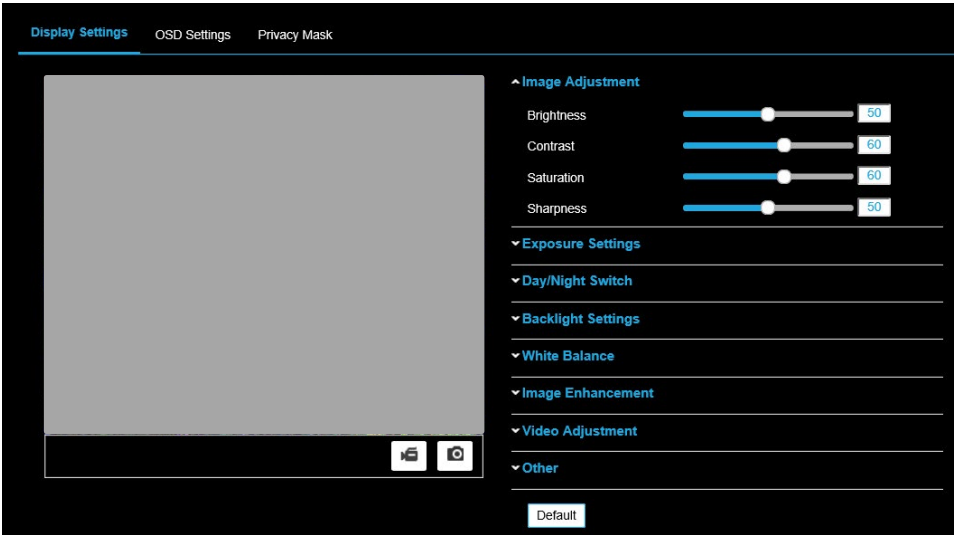 Display Settings OSD Settings Privacy Mask
Image Adjustment
Brightness 50
Contrast 60
Saturation 60
Sharpness 50
Exposure Settings
Day/Night Switch
Backlight Settings
White Balance
Image Enhancement
Video Adjustment
Other
Default